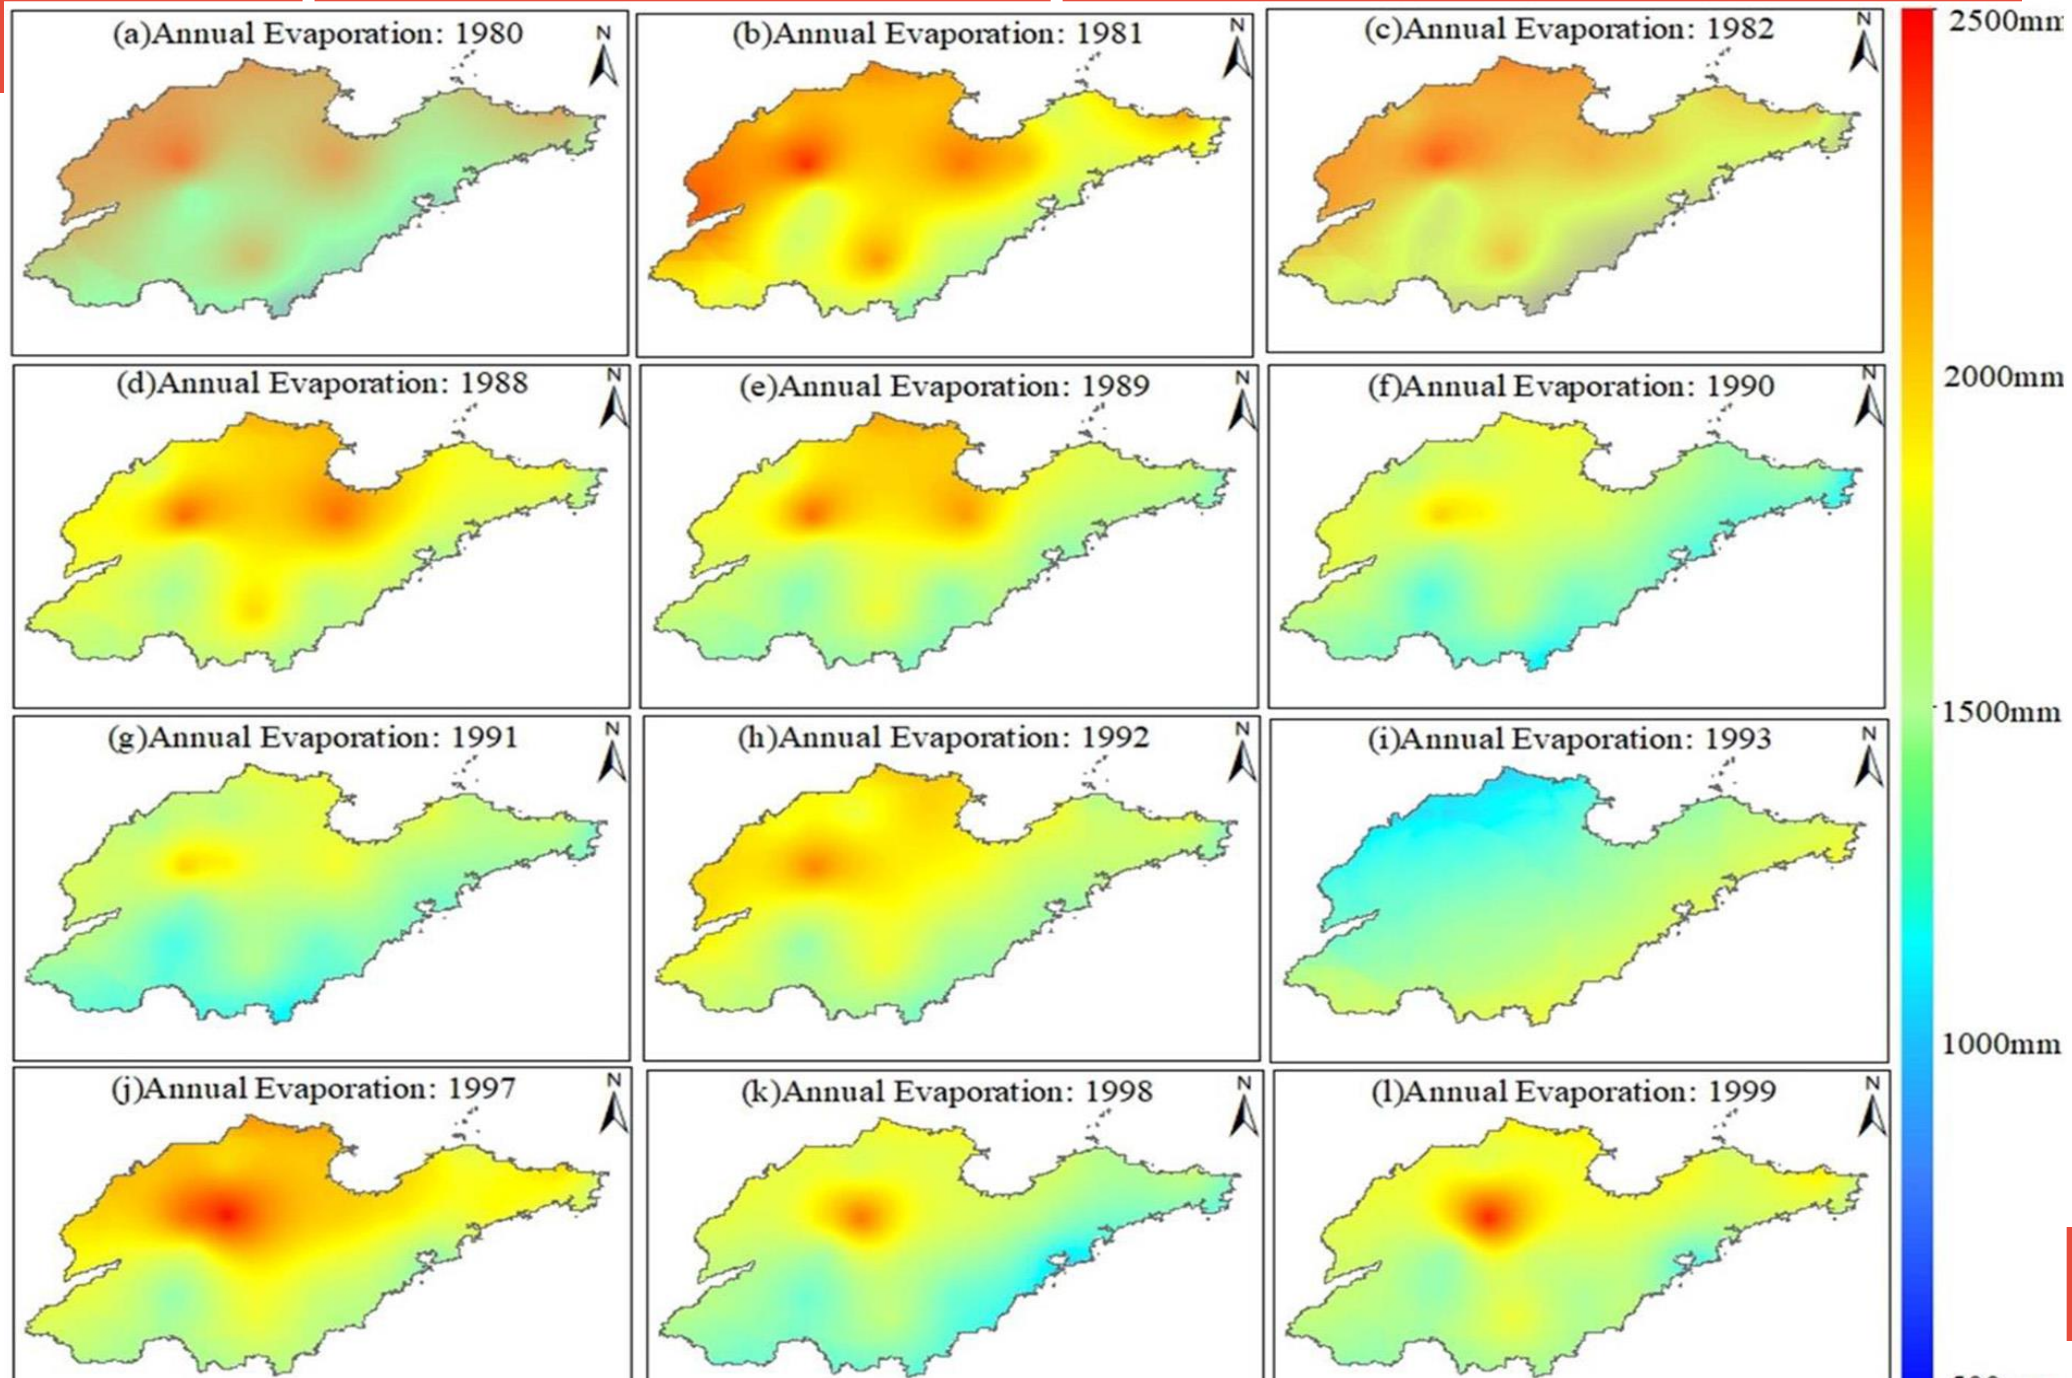 (a)Annual Evaporation: 1980
N
(b)Annual Evaporation: 1981
N
(c)Annual Evaporation: 1982
N
2500mm
(d)Annual Evaporation: 1988
N
(e)Annual Evaporation: 1989
N
(f)Annual Evaporation: 1990
N
2000mm
1500mm
(g)Annual Evaporation: 1991
N
(h)Annual Evaporation: 1992
N
(i)Annual Evaporation: 1993
N
1000mm
(j)Annual Evaporation: 1997
N
(k)Annual Evaporation: 1998
N
(l)Annual Evaporation: 1999
N